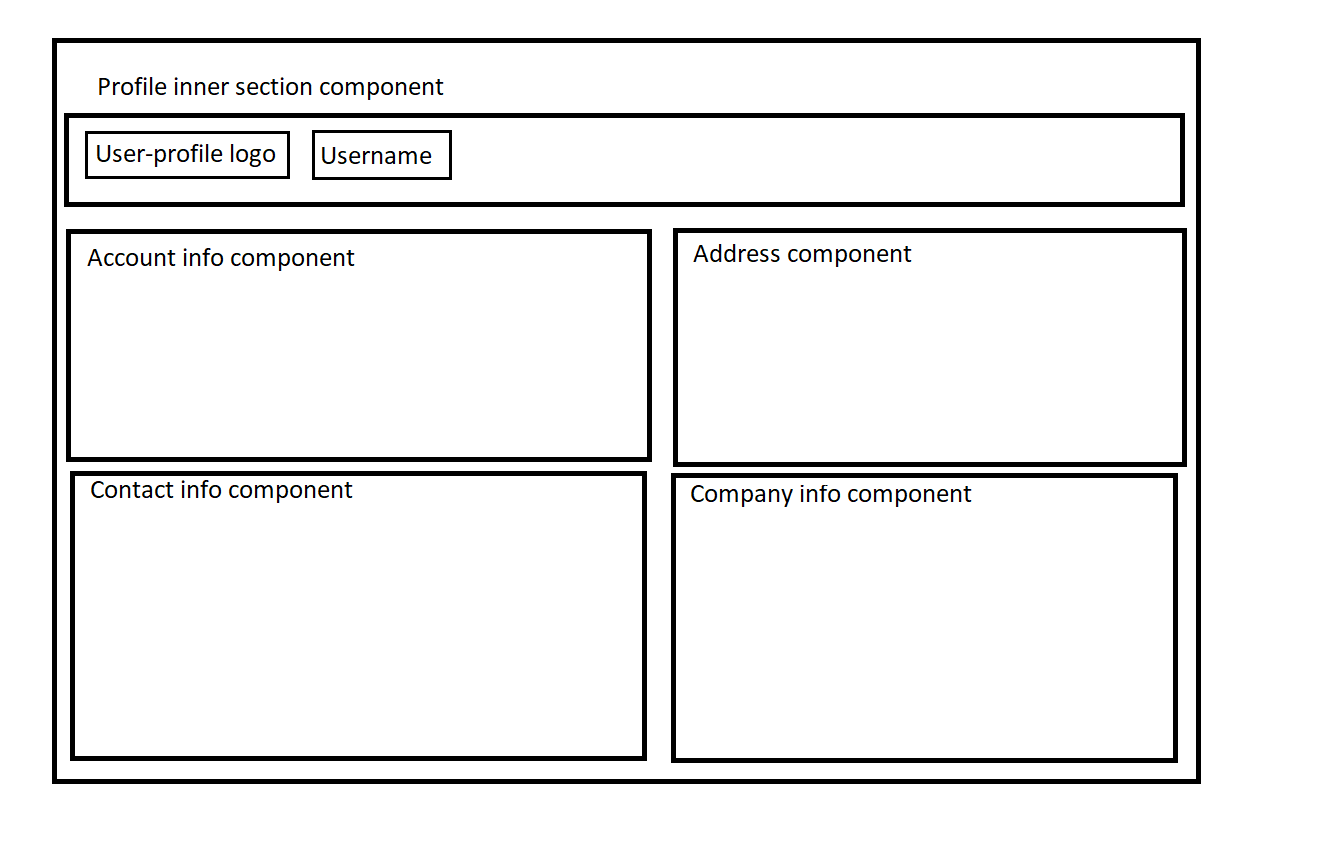 Profile inner section component
User-profile logo
Username
Account info component
Address component
Contact info component
Company info component